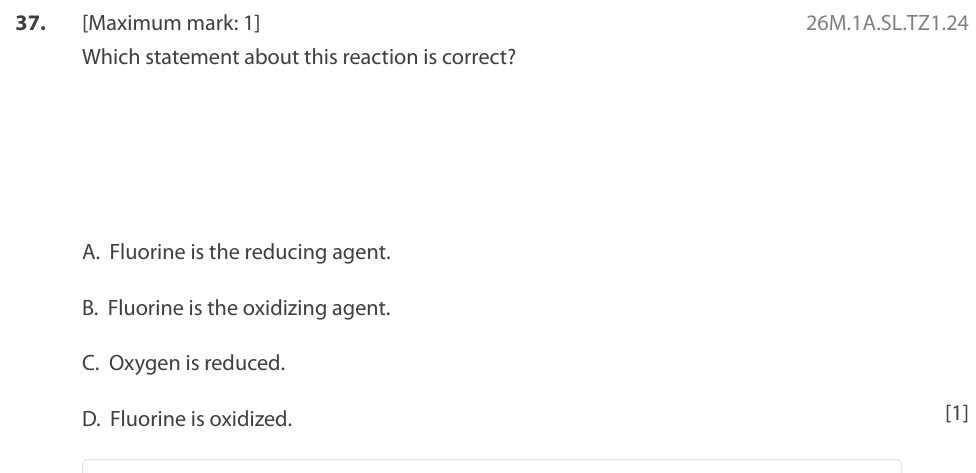 37. [Maximum mark: 1] 26M.1A.SL.TZ1.24
Which statement about this reaction is correct?
A. Fluorine is the reducing agent.
B. Fluorine is the oxidizing agent.
C. Oxygen is reduced.
D. Fluorine is oxidized. [1]